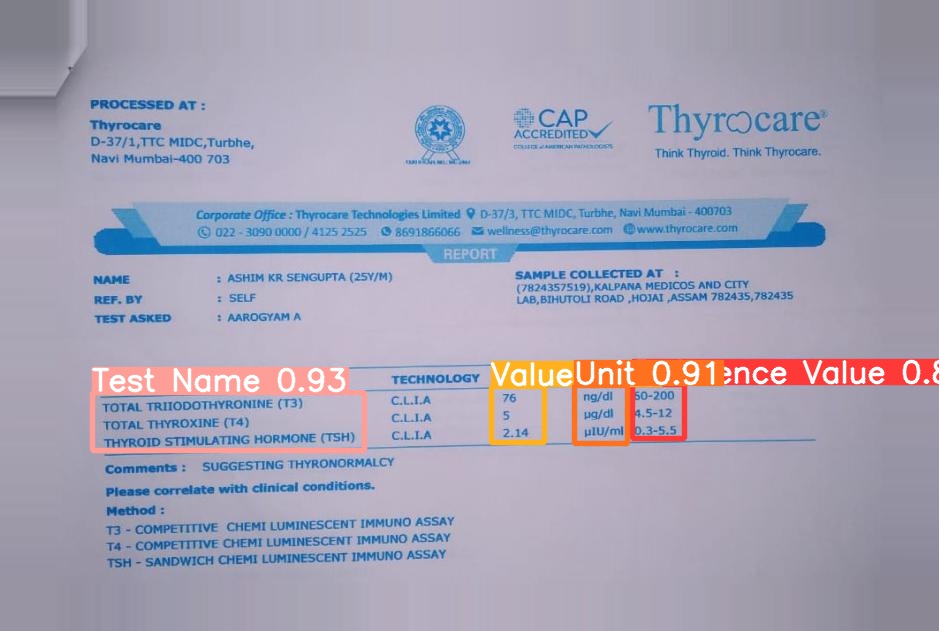 PROCESSED AT :
Thyrocare
D-37/1,TTC MIDC,Turbhe,
Navi Mumbai-400 703
CAP
ACCREDITED
COLLEGE of AMERICAN PATHOLOGISTS
Thyrocare®
Think Thyroid. Think Thyrocare.
Corporate Office : Thyrocare Technologies Limited D-37/3, TTC MIDC, Turbhe, Navi Mumbai - 400703
022 - 3090 0000 / 4125 2525 8691866066 wellness@thyrocare.com www.thyrocare.com
REPORT
NAME : ASHIM KR SENGUPTA (25Y/M)
REF. BY : SELF
TEST ASKED : AAROGYAM A
SAMPLE COLLECTED AT :
(7824357519),KALPANA MEDICOS AND CITY
LAB,BIHUTOLI ROAD ,HOJAI ,ASSAM 782435,782435
Test Name 0.93 TECHNOLOGY Value Unit 0.91 ence Value 0.8
TOTAL TRIIODOTHYRONINE (T3) C.L.I.A 76 ng/dl 60-200
TOTAL THYROXINE (T4) C.L.I.A 5 µg/dl 4.5-12
THYROID STIMULATING HORMONE (TSH) C.L.I.A 2.14 µIU/ml 0.3-5.5
Comments : SUGGESTING THYRONORMALCY
Please correlate with clinical conditions.
Method :
T3 - COMPETITIVE CHEMI LUMINESCENT IMMUNO ASSAY
T4 - COMPETITIVE CHEMI LUMINESCENT IMMUNO ASSAY
TSH - SANDWICH CHEMI LUMINESCENT IMMUNO ASSAY